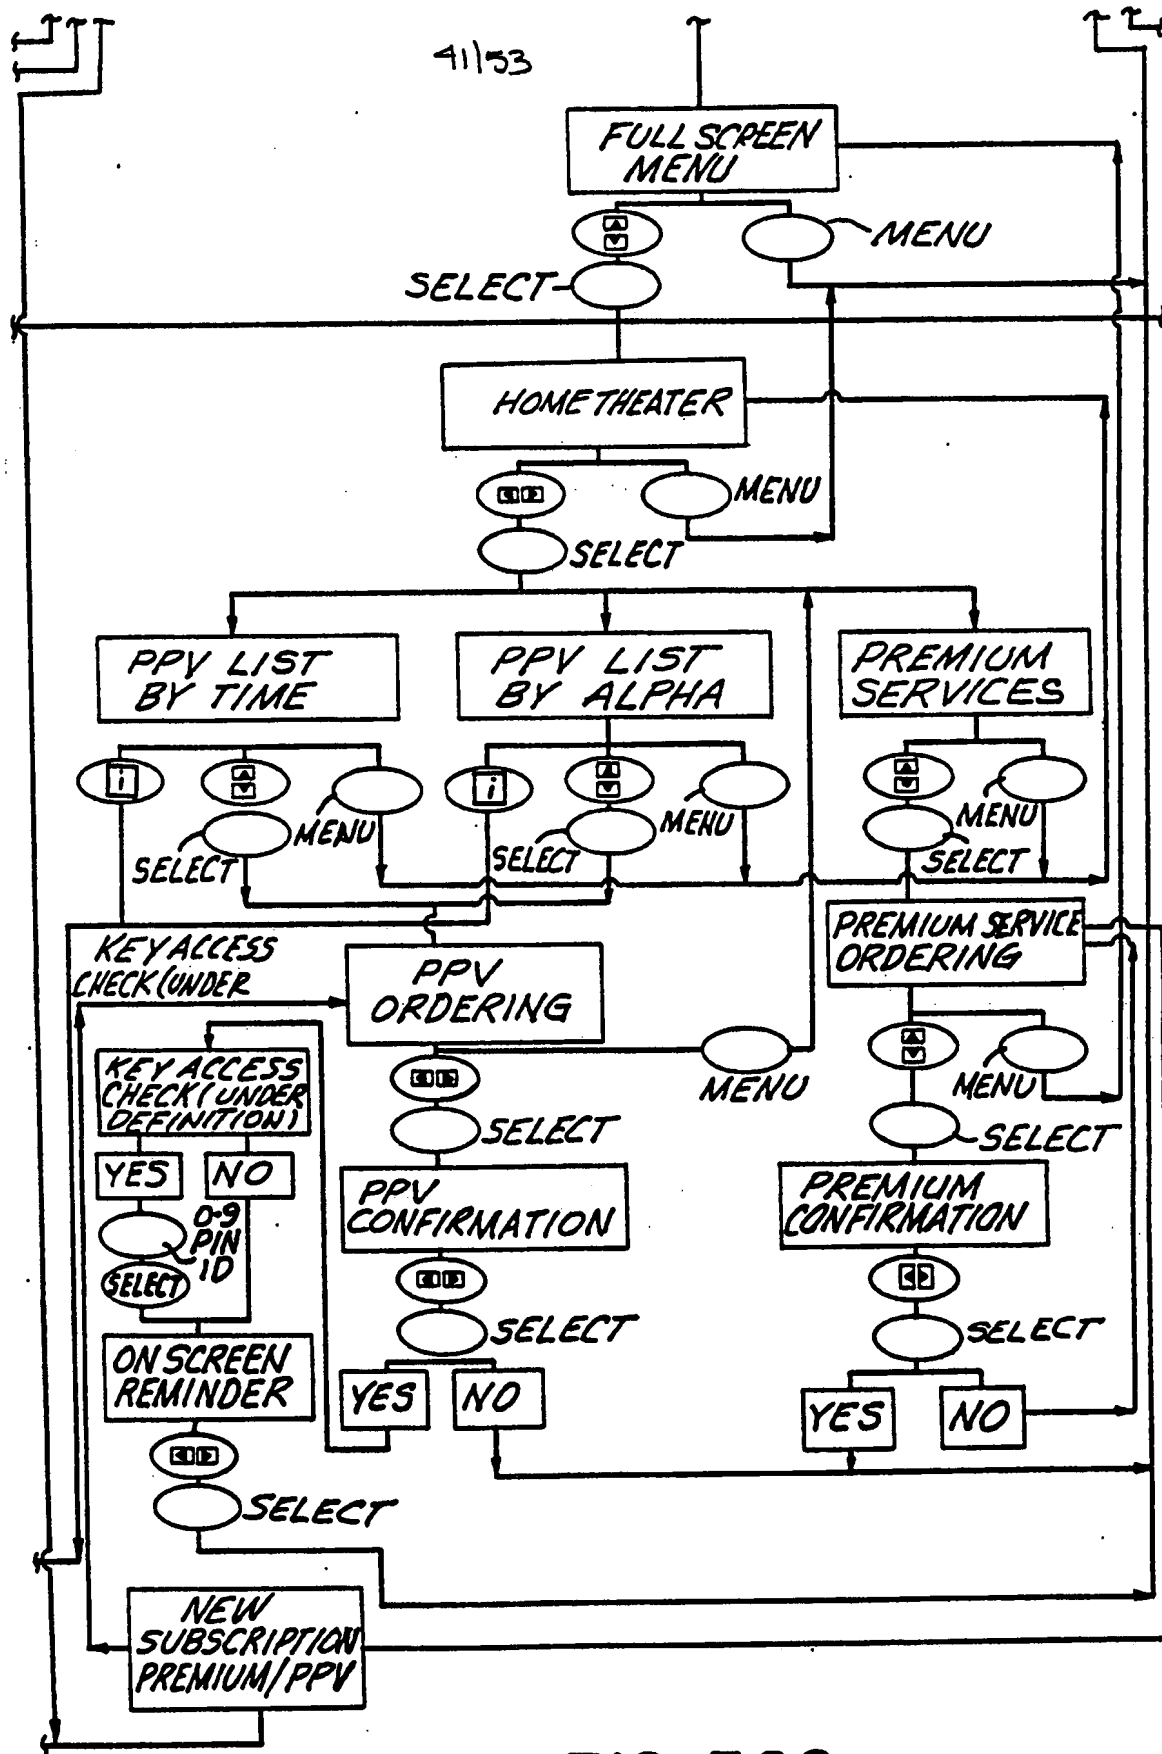 41/53
FULL SCREEN
MENU
MENU
SELECT
HOME THEATER
MENU
SELECT
PPV LIST
BY TIME
PPV LIST
BY ALPHA
PREMIUM
SERVICES
i
MENU
SELECT
i
MENU
SELECT
MENU
SELECT
KEY ACCESS
CHECK (UNDER
PPV
ORDERING
PREMIUM SERVICE
ORDERING
KEY ACCESS
CHECK (UNDER
DEFINITION)
MENU
MENU
SELECT
SELECT
YES
NO
PPV
CONFIRMATION
PREMIUM
CONFIRMATION
0-9
PIN
ID
SELECT
SELECT
SELECT
ON SCREEN
REMINDER
YES
NO
YES
NO
SELECT
NEW
SUBSCRIPTION
PREMIUM/PPV